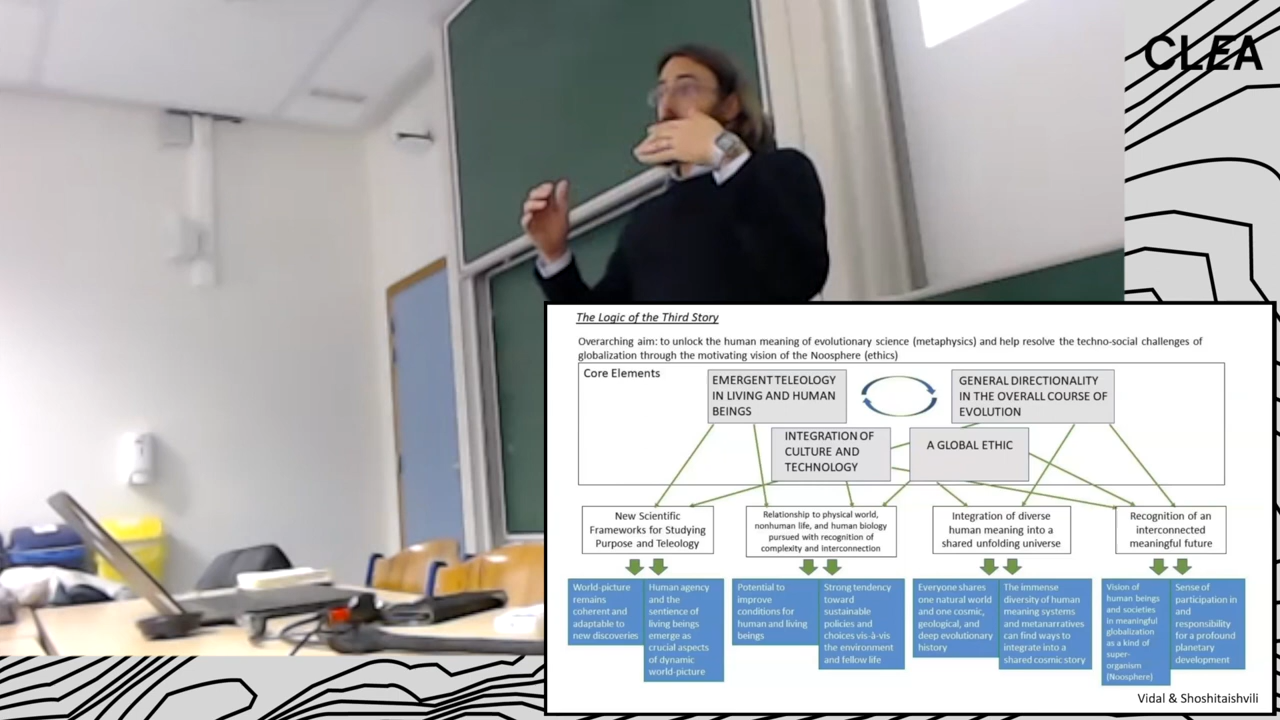 CLEA
The Logic of the Third Story
Overarching aim: to unlock the human meaning of evolutionary science (metaphysics) and help resolve the techno-social challenges of
globalization through the motivating vision of the Noosphere (ethics)
Core Elements
EMERGENT TELEOLOGY
IN LIVING AND HUMAN
BEINGS
GENERAL DIRECTIONALITY
IN THE OVERALL COURSE OF
EVOLUTION
INTEGRATION OF
CULTURE AND
TECHNOLOGY
A GLOBAL ETHIC
New Scientific
Frameworks for Studying
Purpose and Teleology
Relationship to physical world,
nonhuman life, and human biology
pursued with recognition of
complexity and interconnection
Integration of diverse
human meaning into a
shared unfolding universe
Recognition of an
interconnected
meaningful future
World-picture
remains
coherent and
adaptable to
new discoveries
Human agency
and the
sentience of
living beings
emerge as
crucial aspects
of dynamic
world-picture
Potential to
improve
conditions for
human and living
beings
Strong tendency
toward
sustainable
policies and
choices vis-à-vis
the environment
and fellow life
Everyone shares
one natural world
and one cosmic,
geological, and
deep evolutionary
history
The immense
diversity of human
meaning systems
and metanarratives
can find ways to
integrate into a
shared cosmic story
Vision of
human beings
and societies
in meaningful
globalization
as a kind of
super-
organism
(Noosphere)
Sense of
participation in
and
responsibility
for a profound
planetary
development
Vidal & Shoshitaishvili